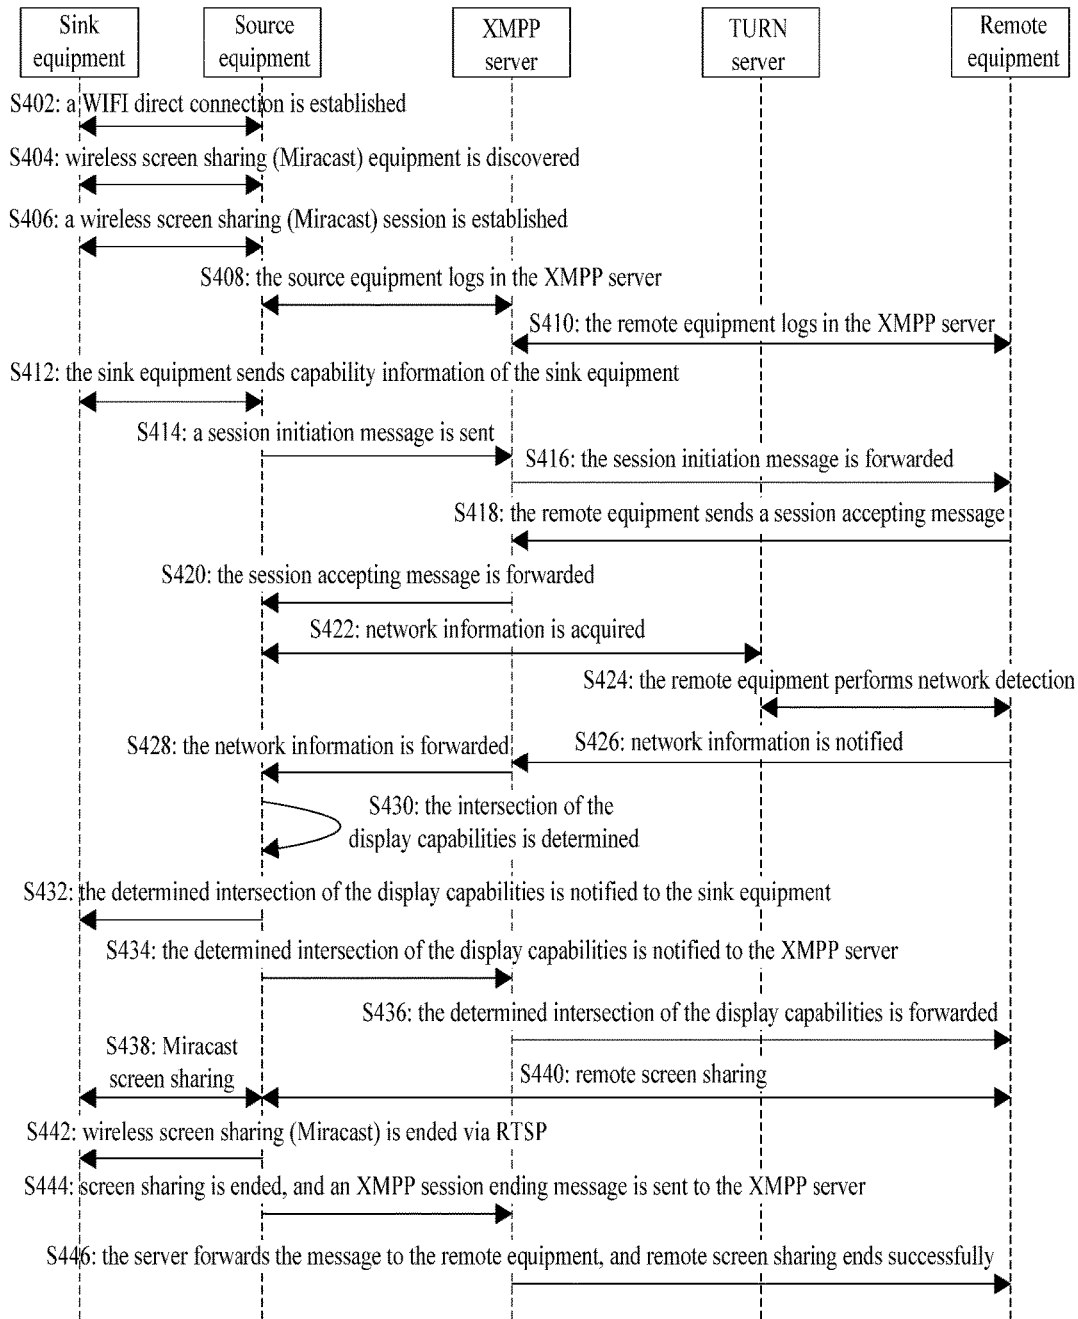 Sink
equipment
Source
equipment
XMPP
server
TURN
server
Remote
equipment
S402: a WIFI direct connection is established
S404: wireless screen sharing (Miracast) equipment is discovered
S406: a wireless screen sharing (Miracast) session is established
S408: the source equipment logs in the XMPP server
S410: the remote equipment logs in the XMPP server
S412: the sink equipment sends capability information of the sink equipment
S414: a session initiation message is sent
S416: the session initiation message is forwarded
S418: the remote equipment sends a session accepting message
S420: the session accepting message is forwarded
S422: network information is acquired
S424: the remote equipment performs network detection
S426: network information is notified
S428: the network information is forwarded
S430: the intersection of the
display capabilities is determined
S432: the determined intersection of the display capabilities is notified to the sink equipment
S434: the determined intersection of the display capabilities is notified to the XMPP server
S436: the determined intersection of the display capabilities is forwarded
S438: Miracast
screen sharing
S440: remote screen sharing
S442: wireless screen sharing (Miracast) is ended via RTSP
S444: screen sharing is ended, and an XMPP session ending message is sent to the XMPP server
S446: the server forwards the message to the remote equipment, and remote screen sharing ends successfully